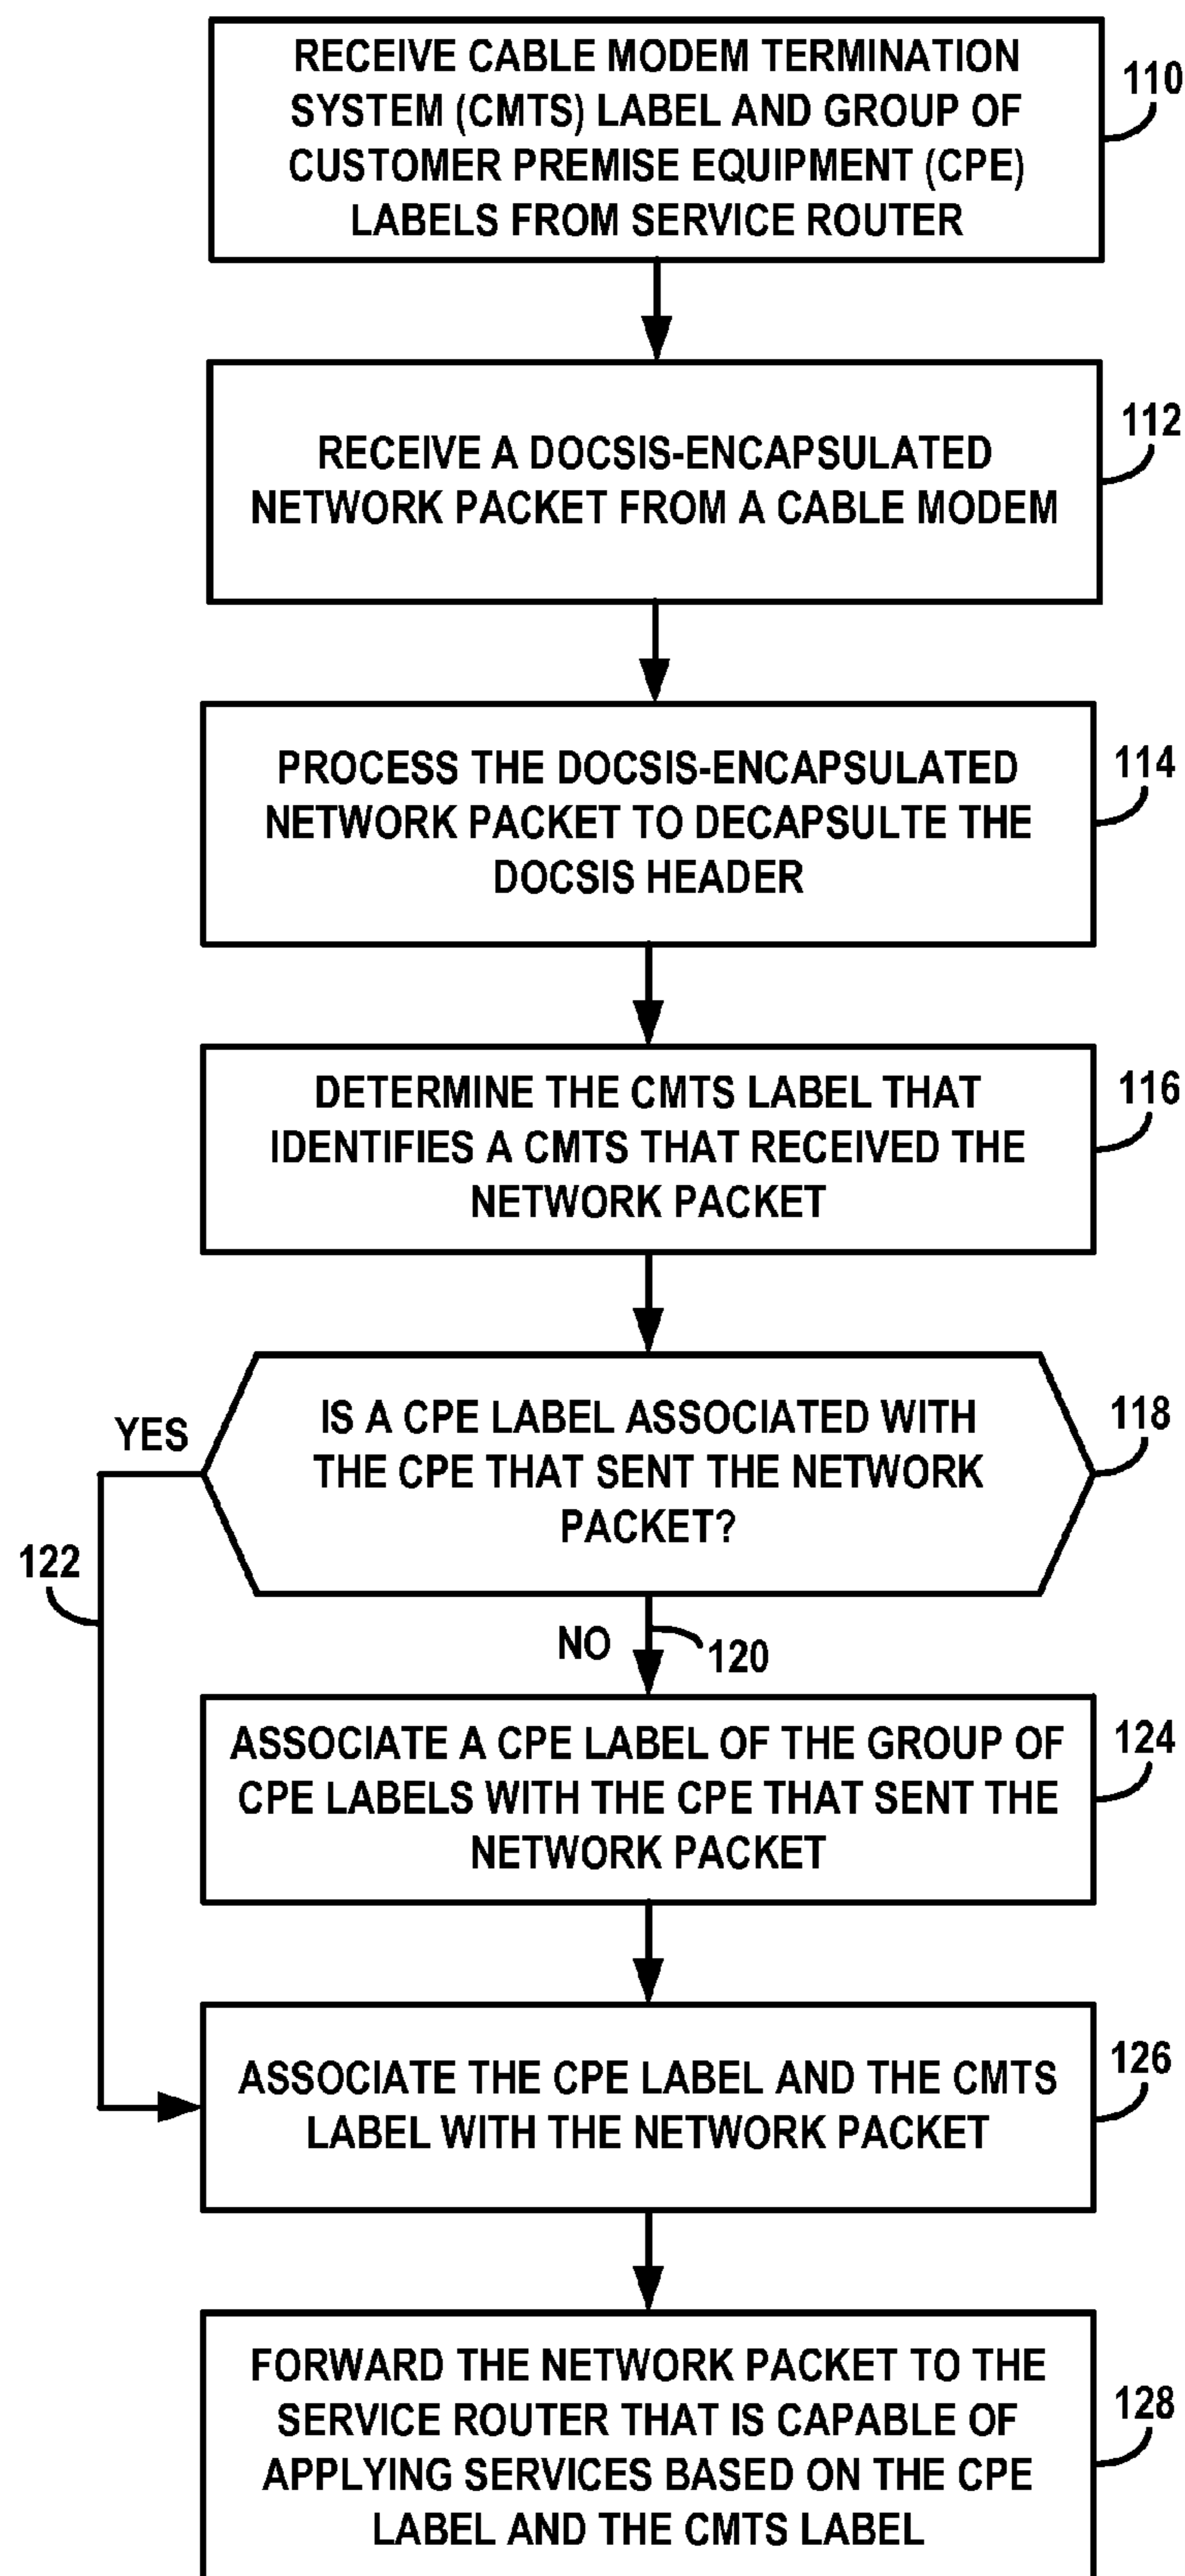 RECEIVE CABLE MODEM TERMINATION
SYSTEM (CMTS) LABEL AND GROUP OF
CUSTOMER PREMISE EQUIPMENT (CPE)
LABELS FROM SERVICE ROUTER
110
RECEIVE A DOCSIS-ENCAPSULATED
NETWORK PACKET FROM A CABLE MODEM
112
PROCESS THE DOCSIS-ENCAPSULATED
NETWORK PACKET TO DECAPSULTE THE
DOCSIS HEADER
114
DETERMINE THE CMTS LABEL THAT
IDENTIFIES A CMTS THAT RECEIVED THE
NETWORK PACKET
116
IS A CPE LABEL ASSOCIATED WITH
THE CPE THAT SENT THE NETWORK
PACKET?
118
YES
122
NO
120
ASSOCIATE A CPE LABEL OF THE GROUP OF
CPE LABELS WITH THE CPE THAT SENT THE
NETWORK PACKET
124
ASSOCIATE THE CPE LABEL AND THE CMTS
LABEL WITH THE NETWORK PACKET
126
FORWARD THE NETWORK PACKET TO THE
SERVICE ROUTER THAT IS CAPABLE OF
APPLYING SERVICES BASED ON THE CPE
LABEL AND THE CMTS LABEL
128